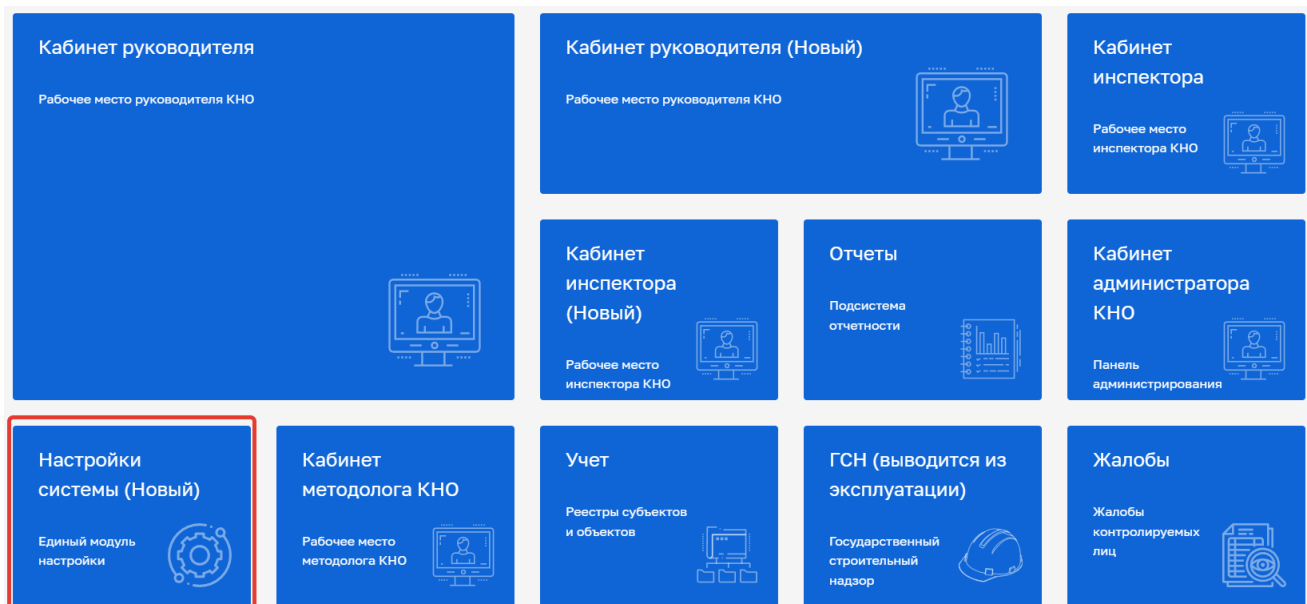 Кабинет руководителя
Рабочее место руководителя КНО
Кабинет руководителя (Новый)
Рабочее место руководителя КНО
Кабинет
инспектора
Рабочее место
инспектора КНО
Кабинет
инспектора
(Новый)
Рабочее место
инспектора КНО
Отчеты
Подсистема
отчетности
Кабинет
администратора
КНО
Панель
администрирования
Настройки
системы (Новый)
Единый модуль
настройки
Кабинет
методолога КНО
Рабочее место
методолога КНО
Учет
Реестры субъектов
и объектов
ГСН (выводится из
эксплуатации)
Государственный
строительный
надзор
Жалобы
Жалобы
контролируемых
лиц